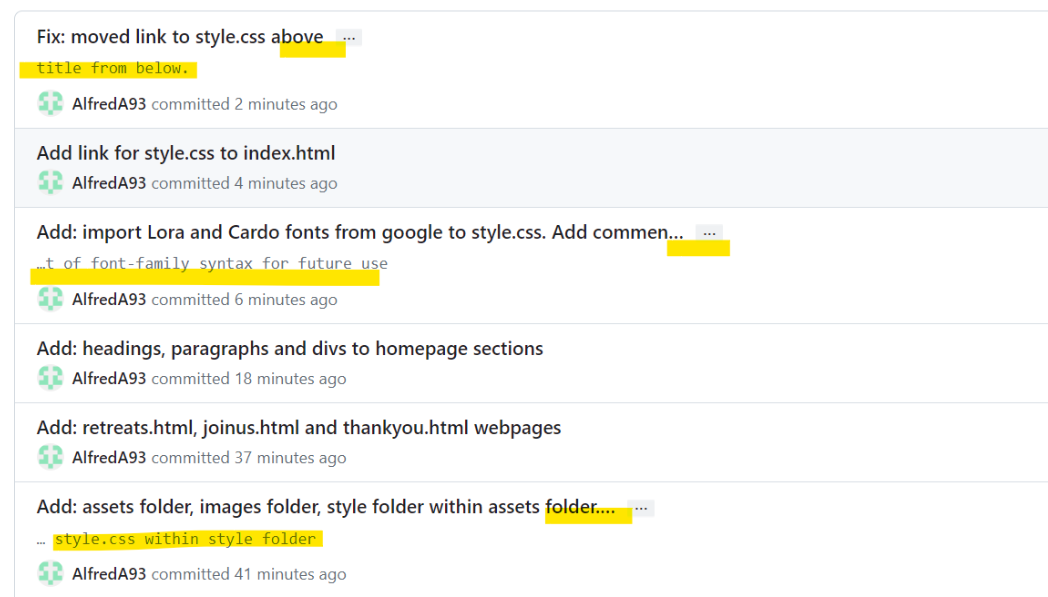 Fix: moved link to style.css above ...
title from below.
AlfredA93 committed 2 minutes ago
Add link for style.css to index.html
AlfredA93 committed 4 minutes ago
Add: import Lora and Cardo fonts from google to style.css. Add commen... ...
…t of font-family syntax for future use
AlfredA93 committed 6 minutes ago
Add: headings, paragraphs and divs to homepage sections
AlfredA93 committed 18 minutes ago
Add: retreats.html, joinus.html and thankyou.html webpages
AlfredA93 committed 37 minutes ago
Add: assets folder, images folder, style folder within assets folder.... ...
… style.css within style folder
AlfredA93 committed 41 minutes ago